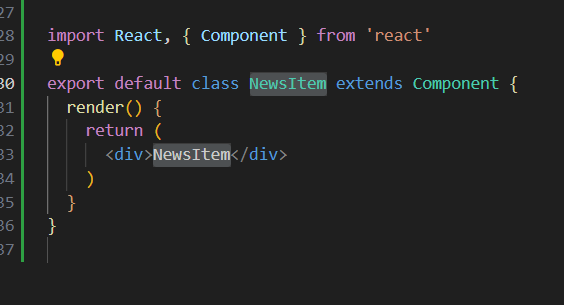 27
28 import React, { Component } from 'react'
29
30 export default class NewsItem extends Component {
31 render() {
32 return (
33 <div>NewsItem</div>
34 )
35 }
36 }
37